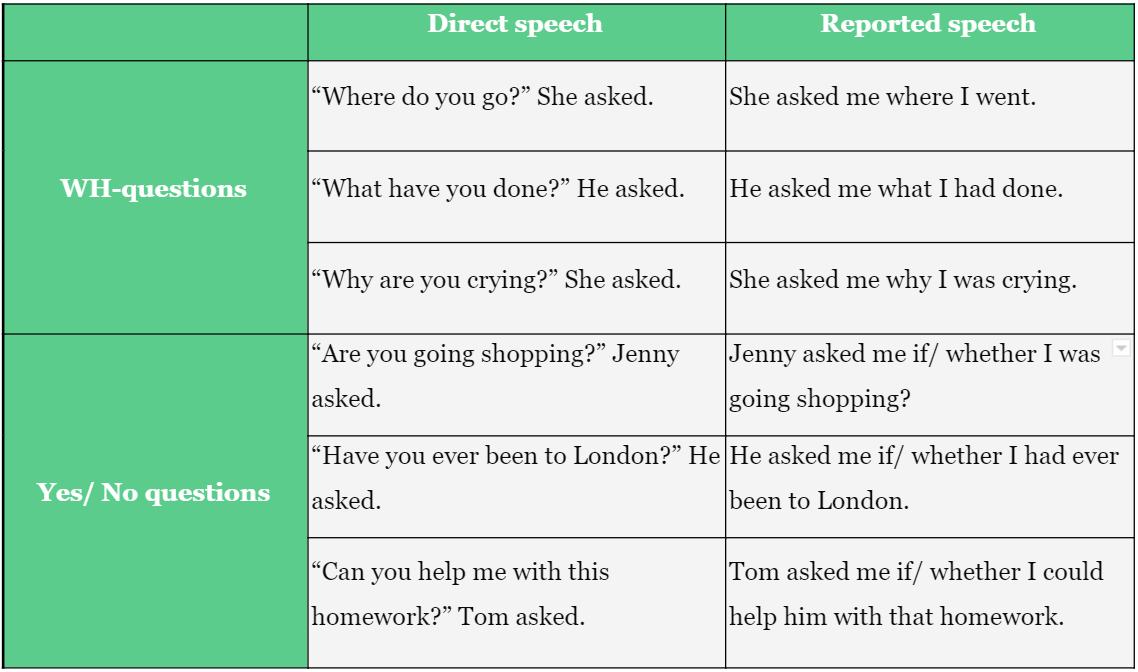 Direct speech
Reported speech
WH-questions
“Where do you go?” She asked.
She asked me where I went.
“What have you done?” He asked.
He asked me what I had done.
“Why are you crying?” She asked.
She asked me why I was crying.
Yes/ No questions
“Are you going shopping?” Jenny
asked.
Jenny asked me if/ whether I was
going shopping?
“Have you ever been to London?” He
asked.
He asked me if/ whether I had ever
been to London.
“Can you help me with this
homework?” Tom asked.
Tom asked me if/ whether I could
help him with that homework.